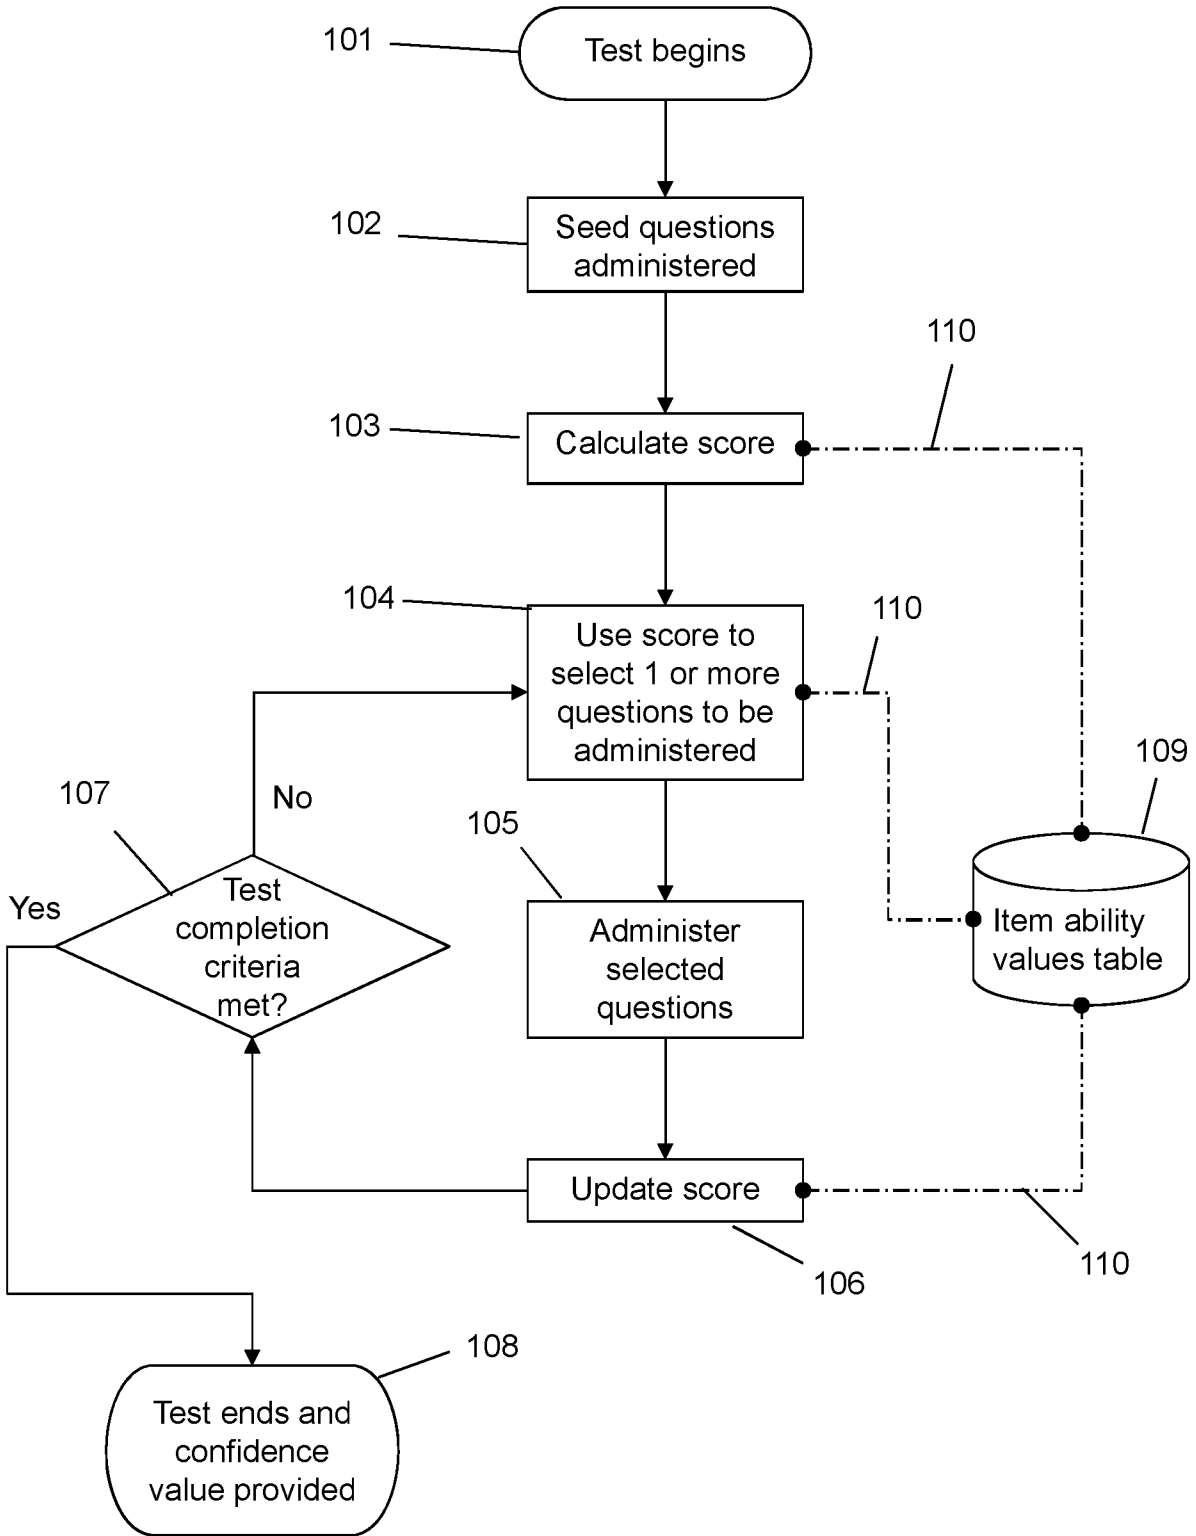 101
Test begins
102
Seed questions
administered
110
103
Calculate score
104
Use score to
select 1 or more
questions to be
administered
110
109
107
No
105
Yes
Test
completion
criteria
met?
Administer
selected
questions
Item ability
values table
Update score
106
110
108
Test ends and
confidence
value provided